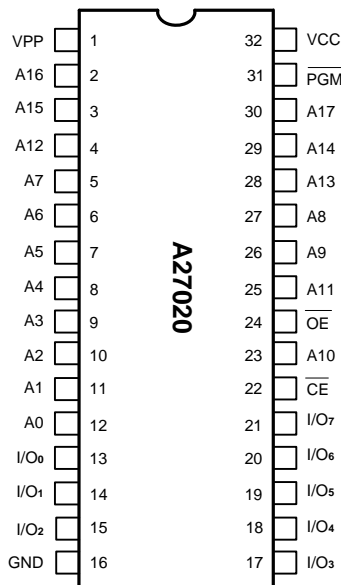 VPP 1 32 VCC
A16 2 31 P̅G̅M̅
A15 3 30 A17
A12 4 29 A14
A7 5 28 A13
A6 6 27 A8
A5 7 26 A9
A4 8 25 A11
A3 9 24 O̅E̅
A2 10 23 A10
A1 11 22 C̅E̅
A0 12 21 I/O₇
I/O₀ 13 20 I/O₆
I/O₁ 14 19 I/O₅
I/O₂ 15 18 I/O₄
GND 16 17 I/O₃
A27020